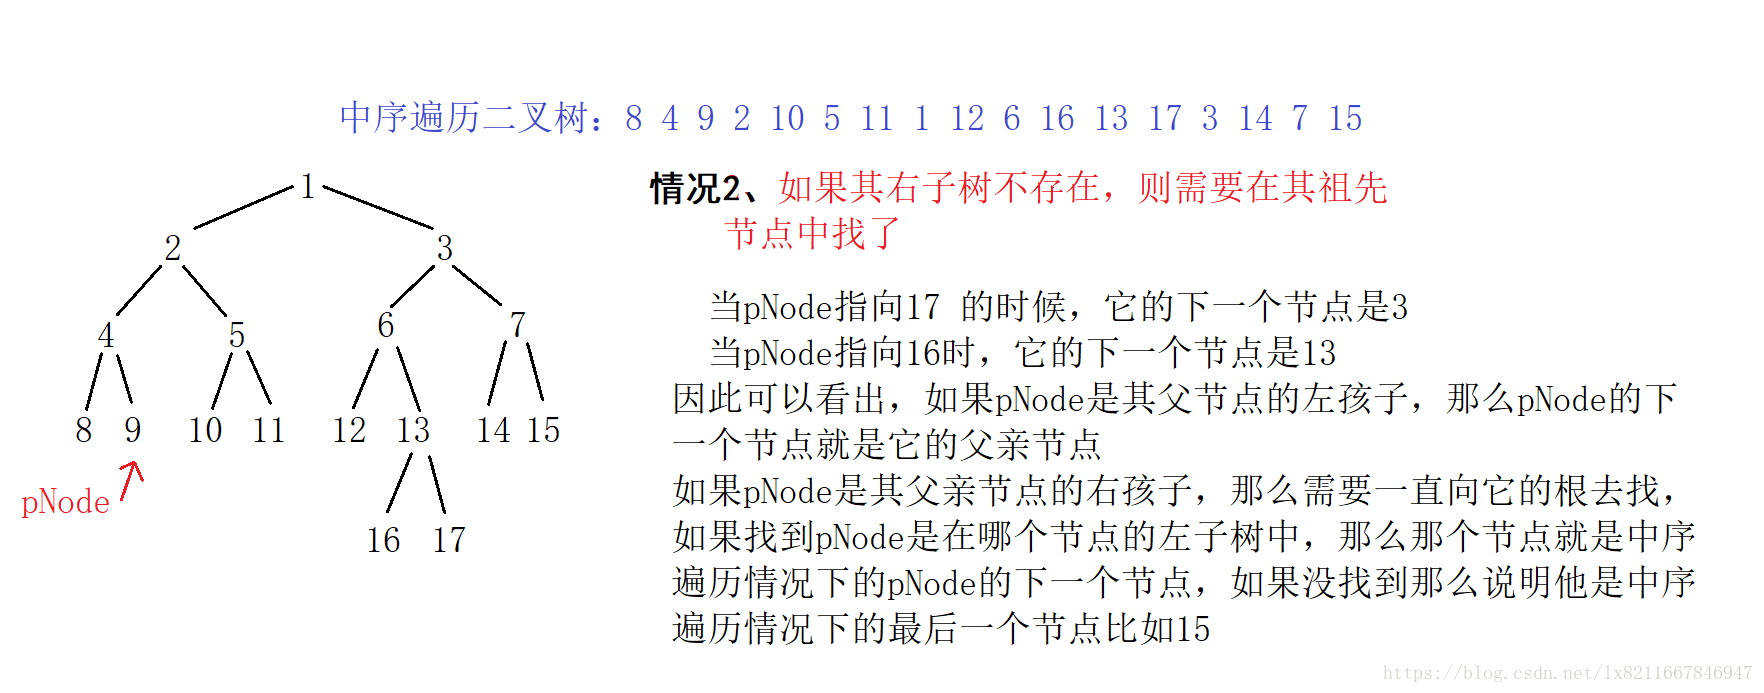 中序遍历二叉树：8 4 9 2 10 5 11 1 12 6 16 13 17 3 14 7 15
情况2、如果其右子树不存在，则需要在其祖先
节点中找了
1
2 3
4 5 6 7
8 9 10 11 12 13 14 15
pNode
16 17
当pNode指向17 的时候，它的下一个节点是3
当pNode指向16时，它的下一个节点是13
因此可以看出，如果pNode是其父节点的左孩子，那么pNode的下
一个节点就是它的父亲节点
如果pNode是其父亲节点的右孩子，那么需要一直向它的根去找，
如果找到pNode是在哪个节点的左子树中，那么那个节点就是中序
遍历情况下的pNode的下一个节点，如果没找到那么说明他是中序
遍历情况下的最后一个节点比如15
https://blog.csdn.net/lx8211667846947